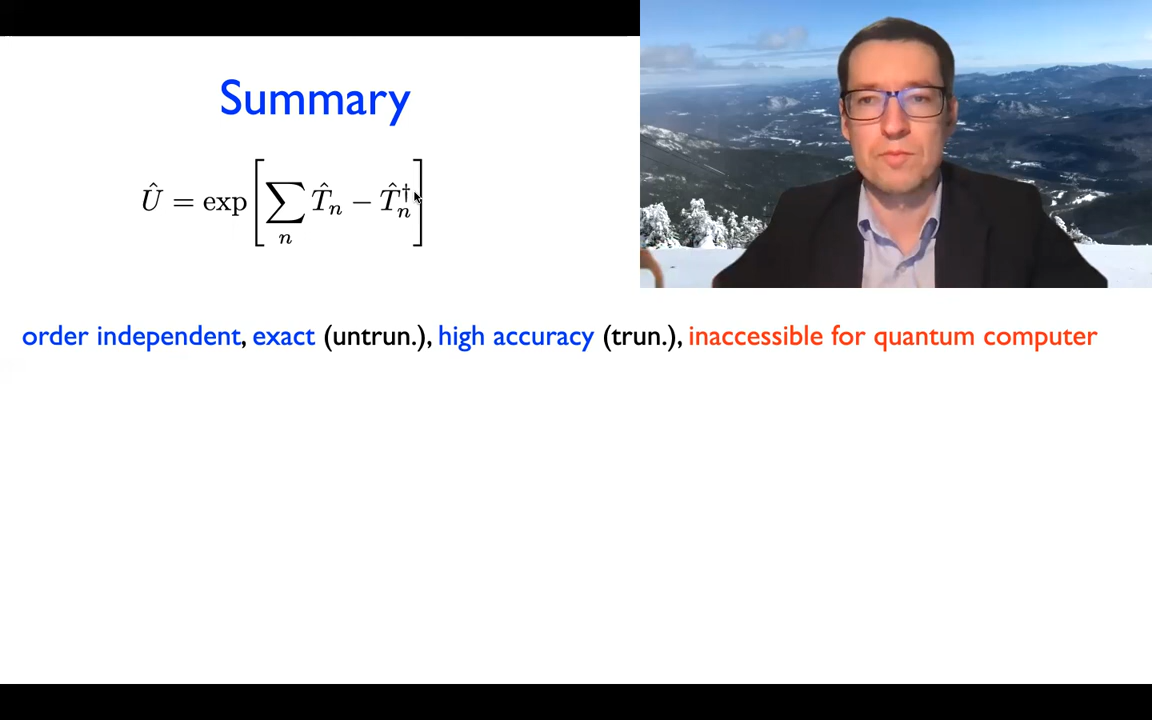 Summary
Û = exp[∑ₙ T̂ₙ − T̂ₙ†]
order independent, exact (untrun.), high accuracy (trun.), inaccessible for quantum computer